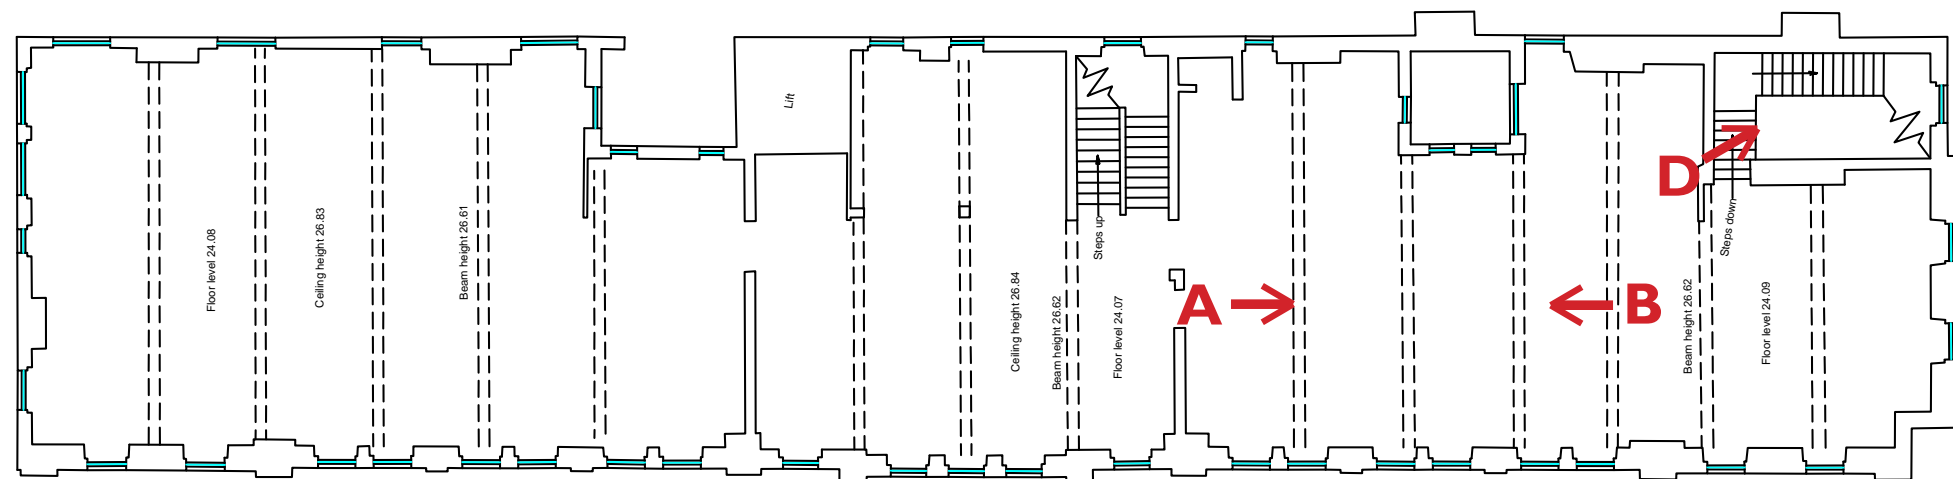 Floor level 24.08
Ceiling height 26.83
Beam height 26.61
Lift
Ceiling height 26.84
Beam height 26.62
Steps up
Floor level 24.07
A
B
D
Steps down
Beam height 26.62
Floor level 24.09